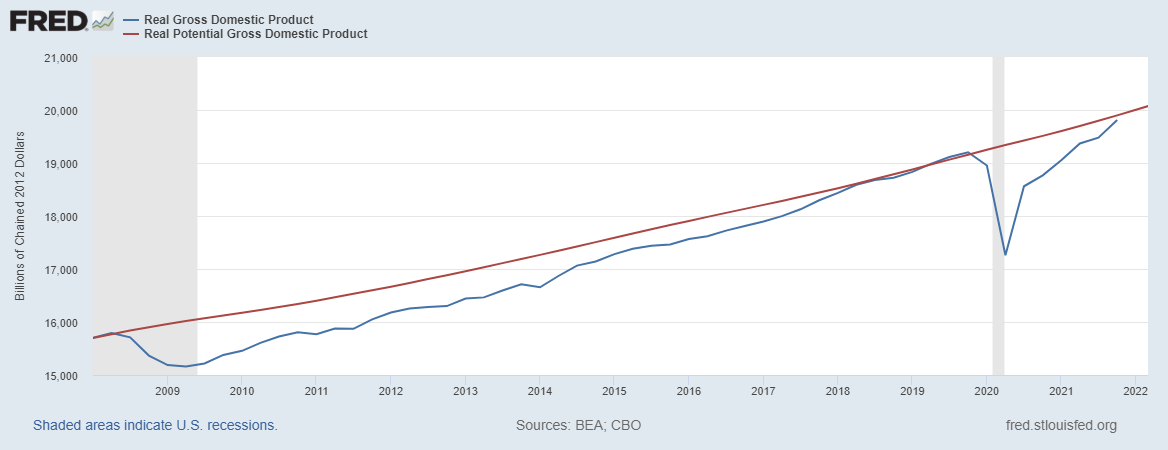 FRED
Real Gross Domestic Product
Real Potential Gross Domestic Product
Billions of Chained 2012 Dollars
21,000
20,000
19,000
18,000
17,000
16,000
15,000
2009 2010 2011 2012 2013 2014 2015 2016 2017 2018 2019 2020 2021 2022
Shaded areas indicate U.S. recessions. Sources: BEA; CBO fred.stlouisfed.org